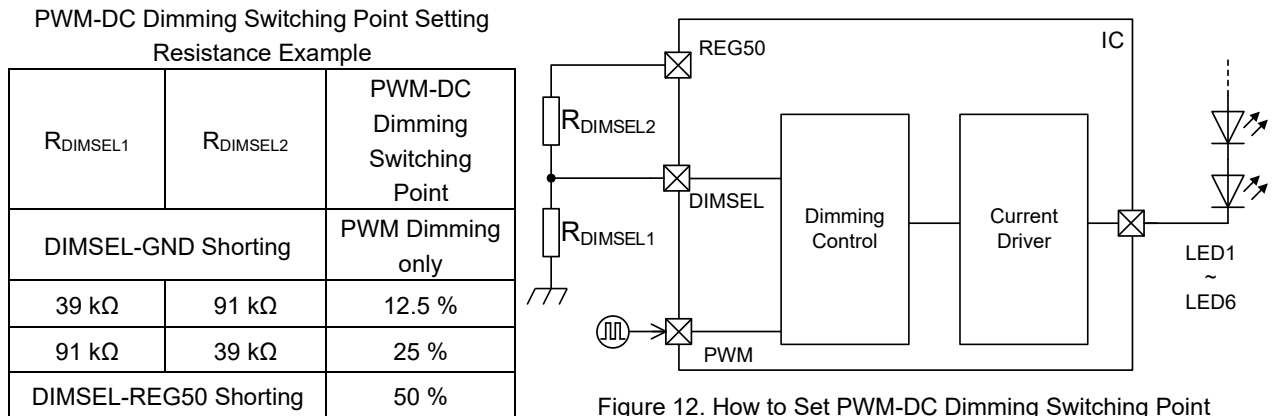 PWM-DC Dimming Switching Point Setting
Resistance Example
RDIMSEL1
RDIMSEL2
PWM-DC
Dimming
Switching
Point
DIMSEL-GND Shorting
PWM Dimming
only
39 kΩ
91 kΩ
12.5 %
91 kΩ
39 kΩ
25 %
DIMSEL-REG50 Shorting
50 %
REG50
IC
RDIMSEL2
DIMSEL
RDIMSEL1
Dimming
Control
Current
Driver
LED1
~
LED6
PWM
Figure 12. How to Set PWM-DC Dimming Switching Point